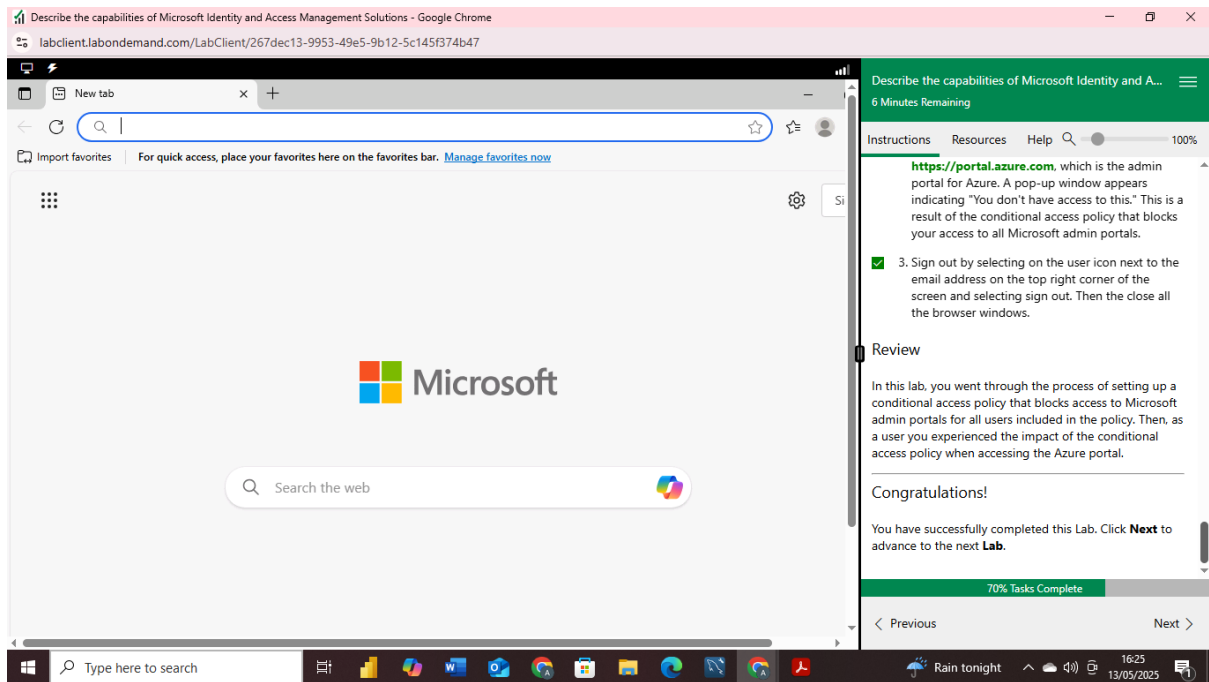 Describe the capabilities of Microsoft Identity and Access Management Solutions - Google Chrome
labclient.labondemand.com/LabClient/267dec13-9953-49e5-9b12-5c145f374b47
New tab
Import favorites
For quick access, place your favorites here on the favorites bar. Manage favorites now
Si
Microsoft
Search the web
Describe the capabilities of Microsoft Identity and A...
6 Minutes Remaining
Instructions Resources Help 100%
https://portal.azure.com, which is the admin
portal for Azure. A pop-up window appears
indicating "You don't have access to this." This is a
result of the conditional access policy that blocks
your access to all Microsoft admin portals.
3. Sign out by selecting on the user icon next to the
email address on the top right corner of the
screen and selecting sign out. Then the close all
the browser windows.
Review
In this lab, you went through the process of setting up a
conditional access policy that blocks access to Microsoft
admin portals for all users included in the policy. Then, as
a user you experienced the impact of the conditional
access policy when accessing the Azure portal.
Congratulations!
You have successfully completed this Lab. Click Next to
advance to the next Lab.
70% Tasks Complete
< Previous Next >
Type here to search
Rain tonight
16:25
13/05/2025
1